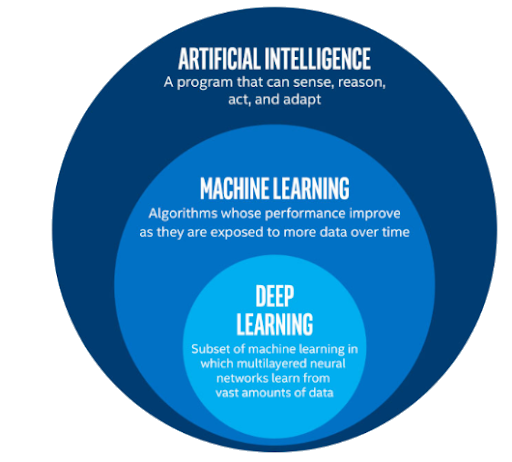 ARTIFICIAL INTELLIGENCE
A program that can sense, reason,
act, and adapt
MACHINE LEARNING
Algorithms whose performance improve
as they are exposed to more data over time
DEEP
LEARNING
Subset of machine learning in
which multilayered neural
networks learn from
vast amounts of data